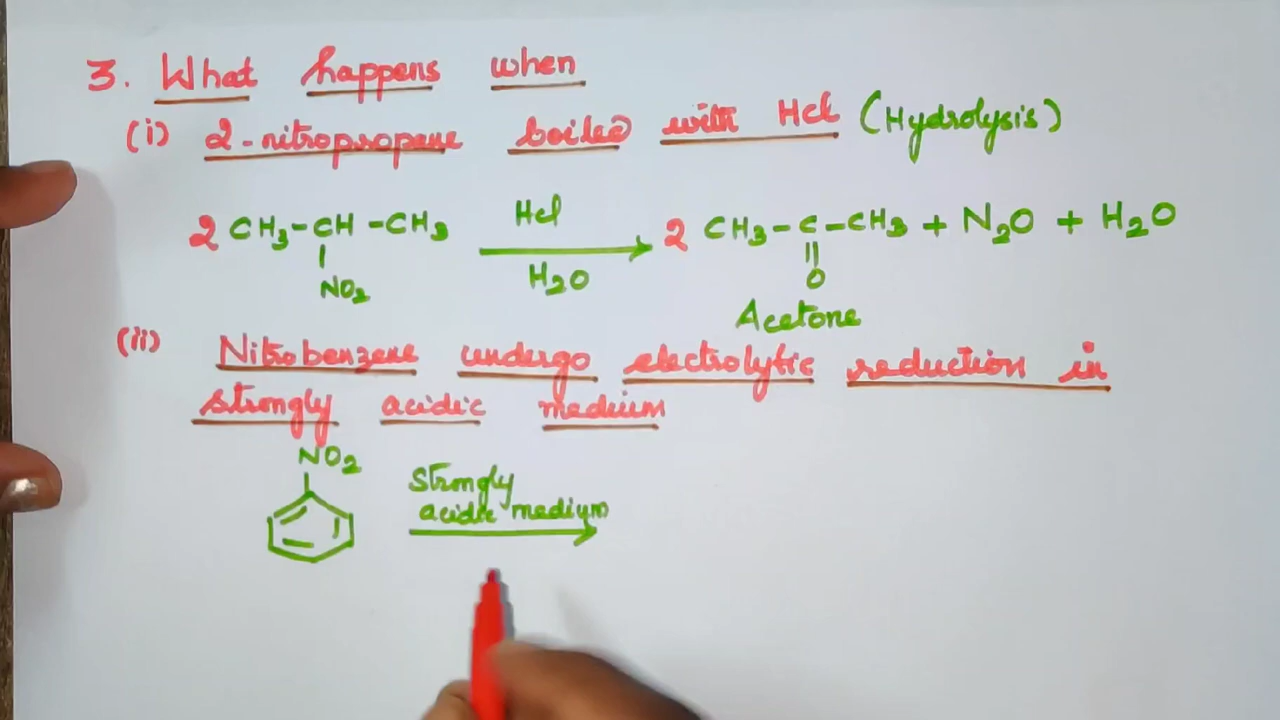 3. What happens when
(i) 2-nitropropane boiled with Hcl (Hydrolysis)
2 CH3-CH-CH3 Hcl 2 CH3-C-CH3 + N2O + H2O
NO2 H2O O
Acetone
(ii) Nitrobenzene undergo electrolytic reduction in
strongly acidic medium
NO2
Strongly
acidic medium